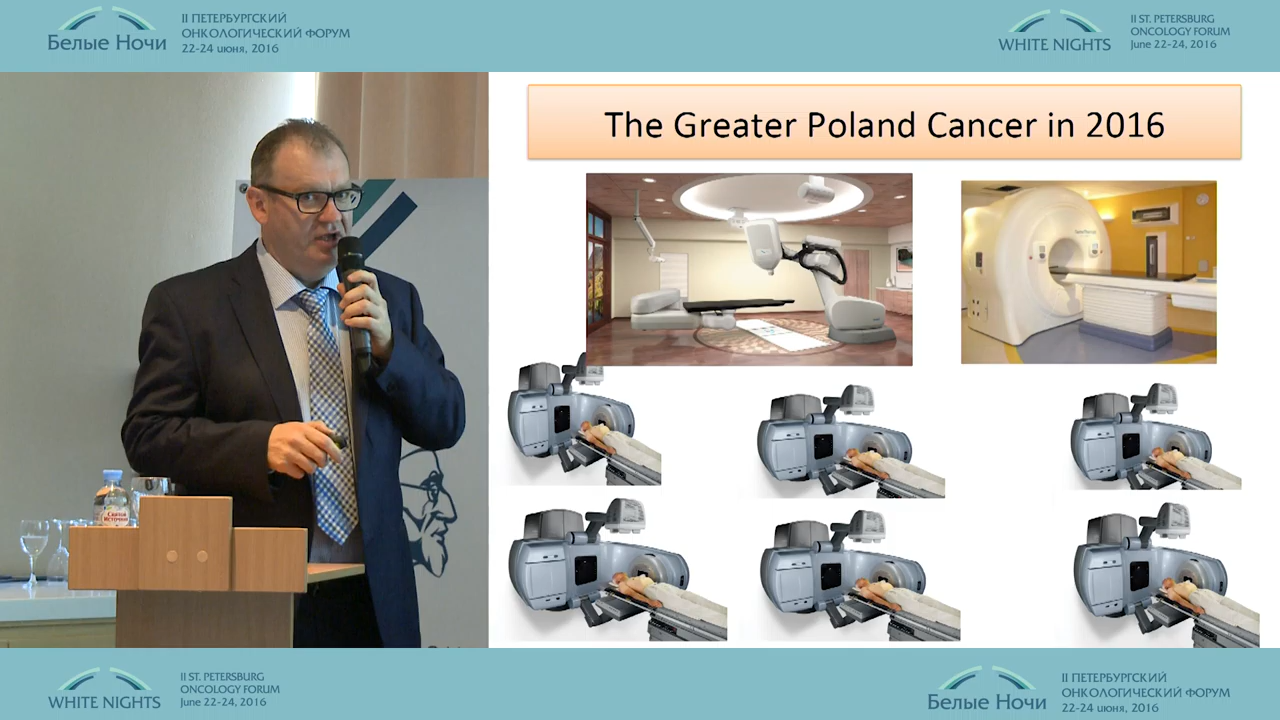 II ПЕТЕРБУРГСКИЙ
ОНКОЛОГИЧЕСКИЙ ФОРУМ
22-24 июня, 2016
Белые Ночи
WHITE NIGHTS
II ST. PETERSBURG
ONCOLOGY FORUM
June 22-24, 2016
The Greater Poland Cancer in 2016
Святой
Источник
WHITE NIGHTS
II ST. PETERSBURG
ONCOLOGY FORUM
June 22-24, 2016
Белые Ночи
II ПЕТЕРБУРГСКИЙ
ОНКОЛОГИЧЕСКИЙ ФОРУМ
22-24 июня, 2016